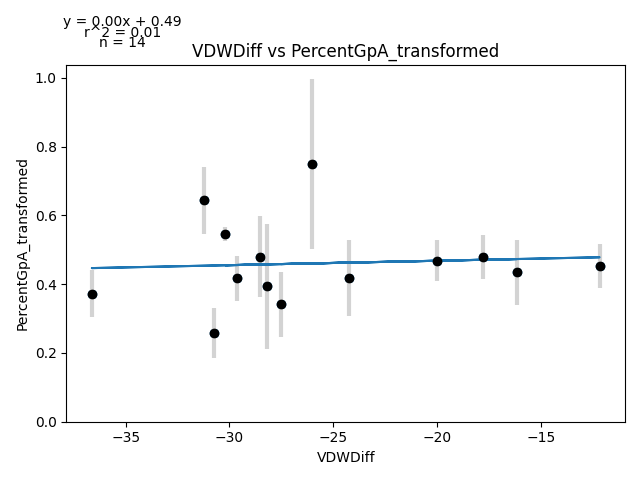 y = 0.00x + 0.49
r^2 = 0.01
n = 14
VDWDiff vs PercentGpA_transformed
1.0
0.8
0.6
0.4
0.2
0.0
PercentGpA_transformed
−35
−30
−25
−20
−15
VDWDiff